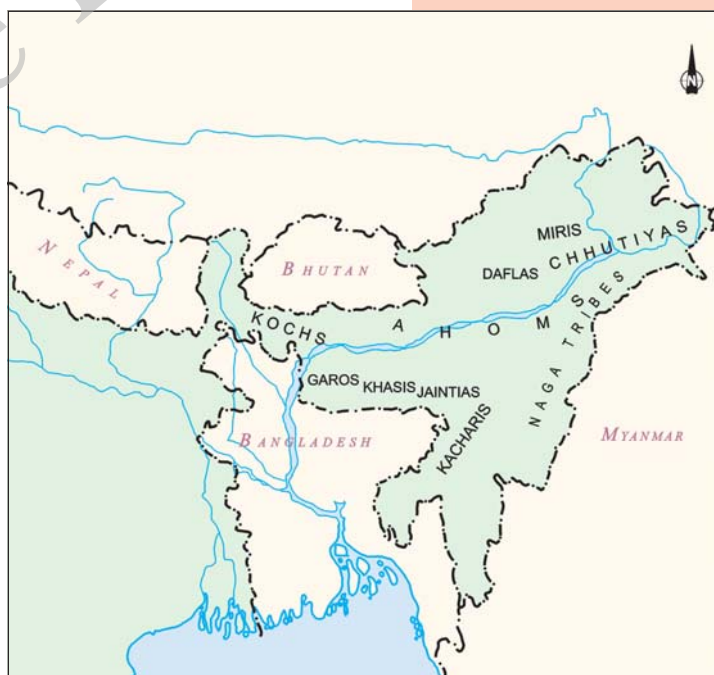 N
MIRIS
CHHUTIYAS
DAFLAS
BHUTAN
NEPAL
KOCHS
AHOMS
NAGA TRIBES
GAROS
KHASIS
JAINTIAS
KACHARIS
BANGLADESH
MYANMAR